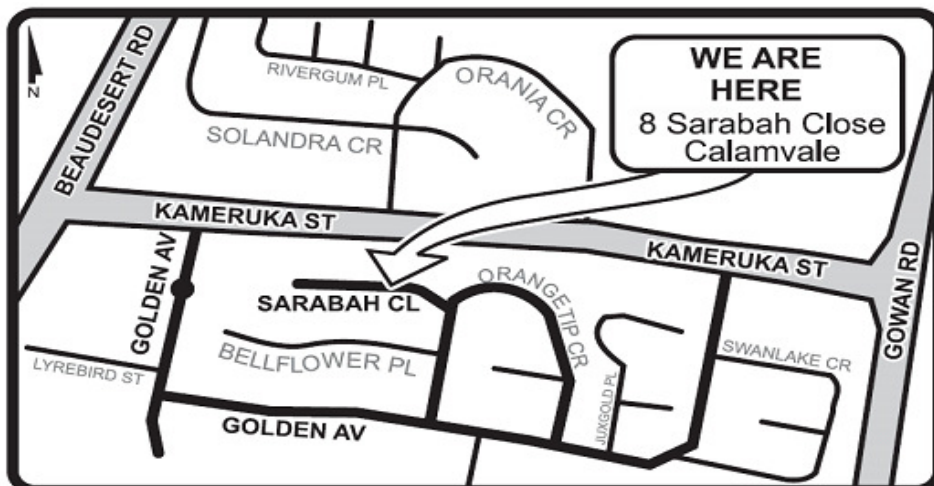 BEAUDESERT RD
N
RIVERGUM PL
ORANIA CR
SOLANDRA CR
WE ARE
HERE
8 Sarabah Close
Calamvale
KAMERUKA ST
KAMERUKA ST
GOWAN RD
GOLDEN AV
SARABAH CL
ORANGETIP CR
BELLFLOWER PL
LYREBIRD ST
JUXGOLD PL
SWANLAKE CR
GOLDEN AV